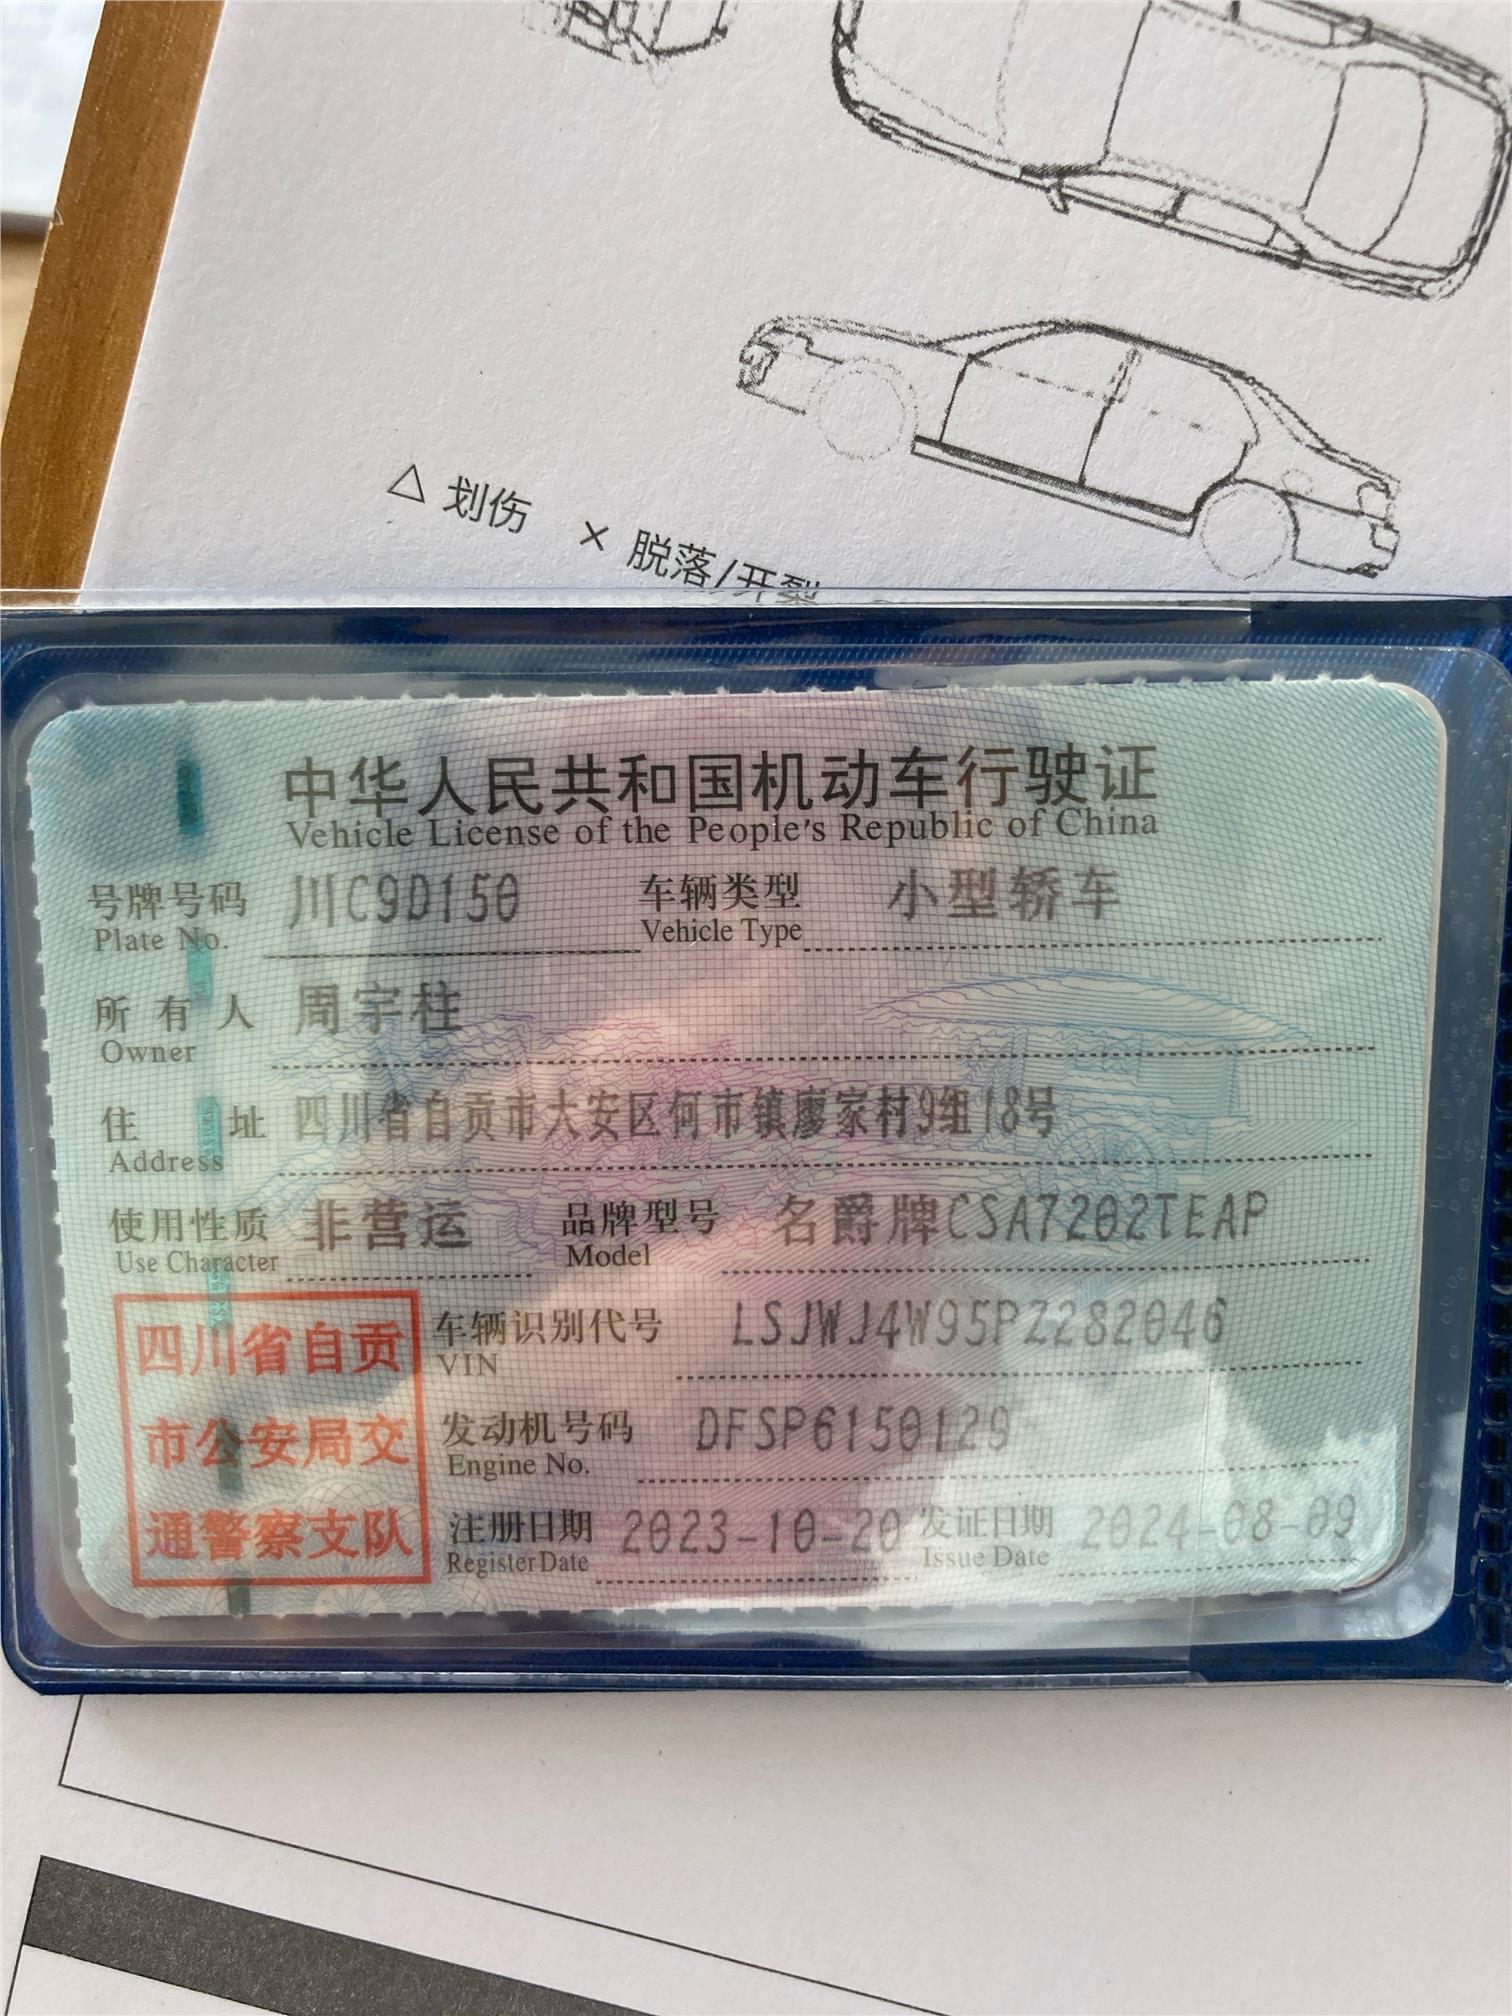 △ 划伤 × 脱落/开裂
中华人民共和国机动车行驶证
Vehicle License of the People's Republic of China
号牌号码 川C9D150 车辆类型 小型轿车
Plate No. Vehicle Type
所有人 周宇柱
Owner
住址 四川省自贡市大安区何市镇廖家村9组18号
Address
使用性质 非营运 品牌型号 名爵牌CSA7202TEAP
Use Character Model
四川省自贡
市公安局交
通警察支队
车辆识别代号 LSJWJ4W95PZ282046
VIN
发动机号码 DFSP6150129
Engine No.
注册日期 2023-10-20 发证日期 2024-08-09
Register Date Issue Date